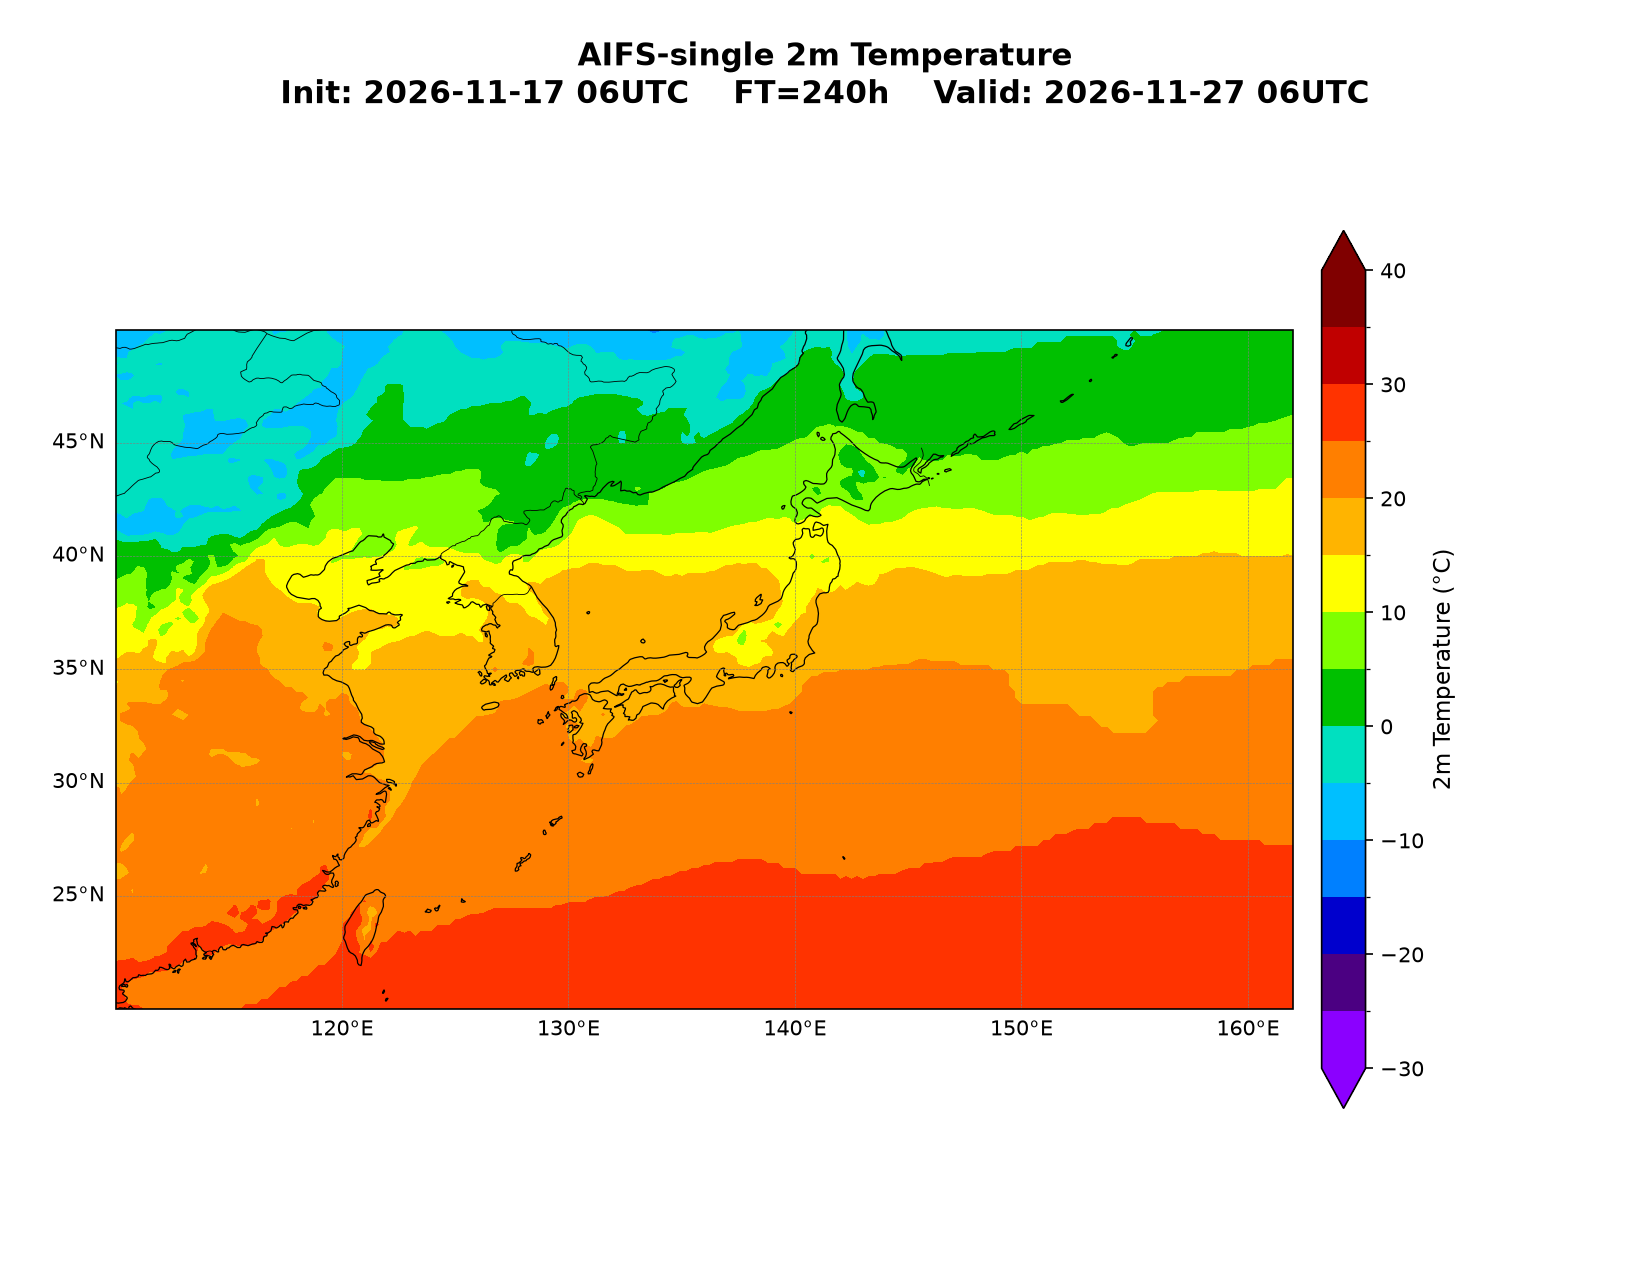 AIFS-single 2m Temperature
Init: 2026-11-17 06UTC    FT=240h    Valid: 2026-11-27 06UTC
45°N
40°N
35°N
30°N
25°N
120°E
130°E
140°E
150°E
160°E
40
30
20
10
0
−10
−20
−30
2m Temperature (°C)